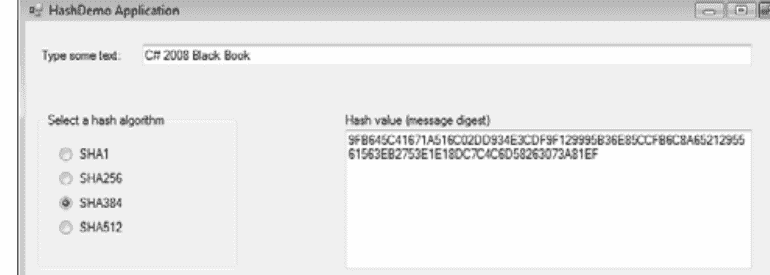 HashDemo Application
Type some text:
C# 2008 Black Book
Select a hash algorithm
SHA1
SHA256
SHA384
SHA512
Hash value (message digest)
9FB645C41671A516C02DD934E3CDF9F129995B36E85CCFB6C8A65212955
61563EB2753E1E18DC7C4C6D58263073A81EF